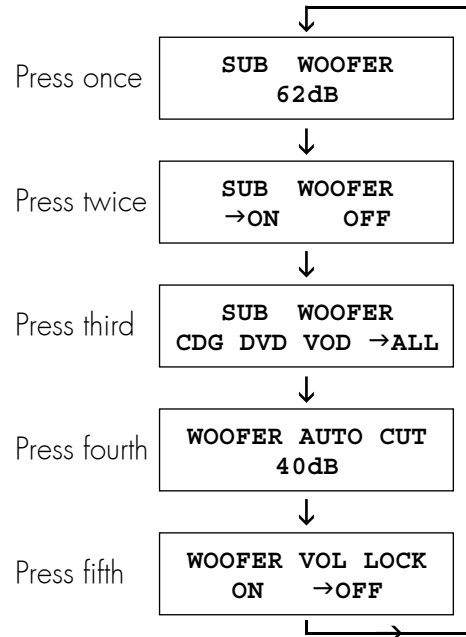 Press once
SUB WOOFER
62dB
Press twice
SUB WOOFER
→ON OFF
Press third
SUB WOOFER
CDG DVD VOD →ALL
Press fourth
WOOFER AUTO CUT
40dB
Press fifth
WOOFER VOL LOCK
ON →OFF